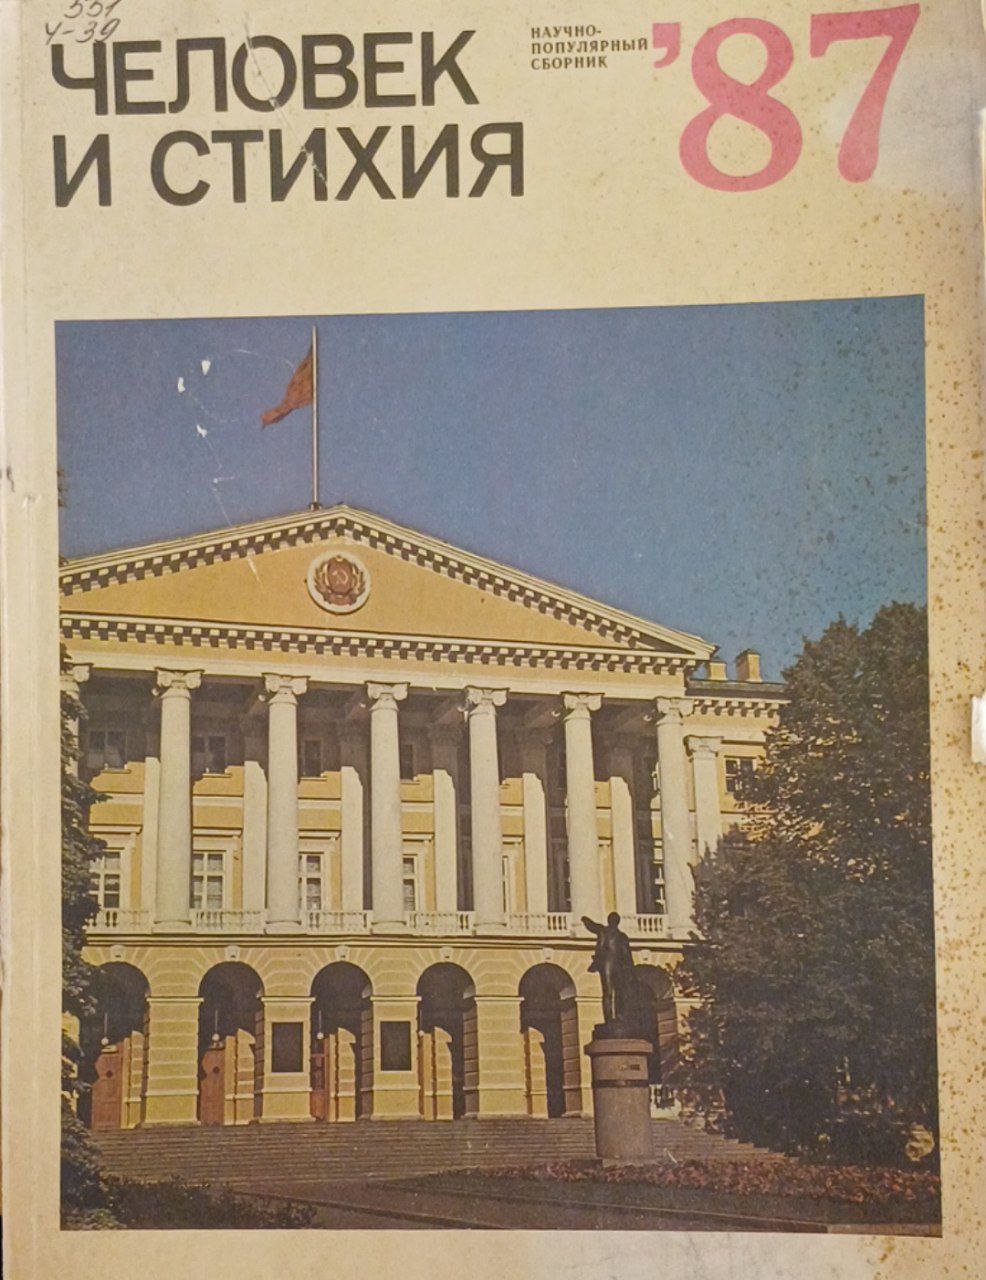 551
Ч-39
ЧЕЛОВЕК
И СТИХИЯ
НАУЧНО-
ПОПУЛЯРНЫЙ
СБОРНИК
'87